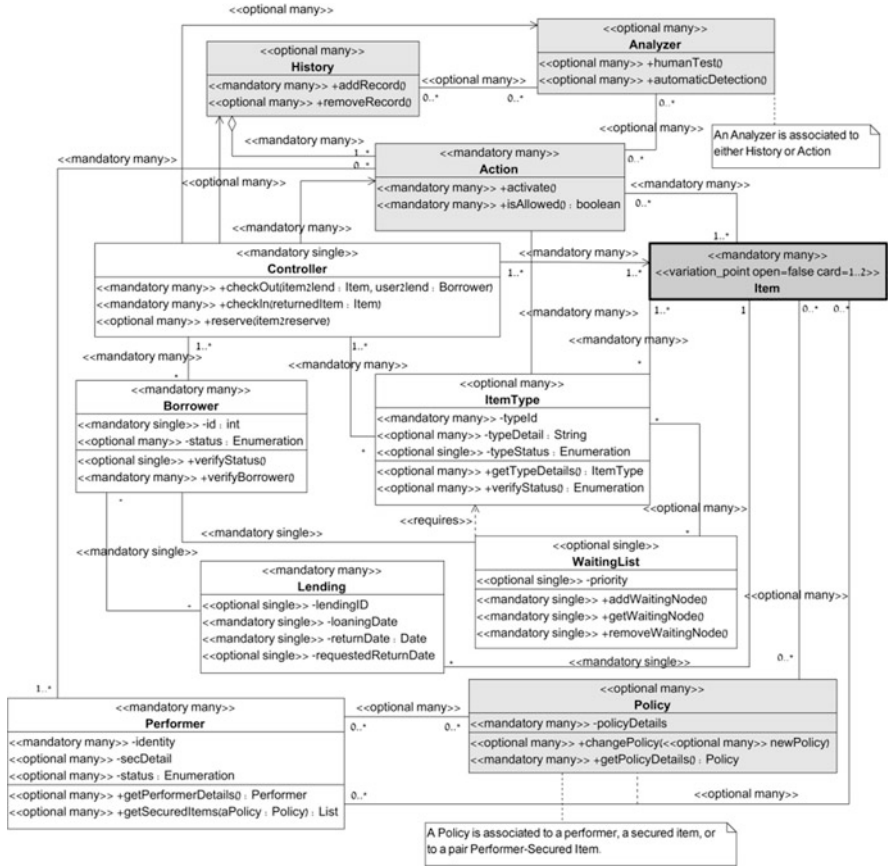 <<optional many>>
<<optional many>>
Analyzer
<<optional many>> +humanTest()
<<optional many>> +automaticDetection()
<<optional many>>
History
<<mandatory many>> +addRecord()
<<optional many>> +removeRecord()
<<optional many>>
0..*
0..*
0..*
An Analyzer is associated to
either History or Action
<<optional many>>
0..*
<<mandatory many>>
1..*
<<mandatory many>>
0..*
<<optional many>>
<<mandatory many>>
Action
<<mandatory many>> +activate()
<<mandatory many>> +isAllowed() : boolean
<<mandatory many>>
0..*
1..*
<<mandatory many>>
<<mandatory single>>
Controller
<<mandatory many>> +checkOut(item2lend : Item, user2lend : Borrower)
<<mandatory many>> +checkIn(returnedItem : Item)
<<optional many>> +reserve(item2reserve)
<<mandatory many>>
1..*
1..*
<<mandatory many>>
<<variation_point open=false card=1..2>>
Item
1..*
1
0..*
0..*
<<mandatory many>>
<<mandatory many>>
1..*
*
1..*
<<mandatory many>>
*
<<mandatory many>>
*
<<mandatory many>>
Borrower
<<mandatory single>> -id : int
<<optional many>> -status : Enumeration
<<optional single>> +verifyStatus()
<<mandatory many>> +verifyBorrower()
*
*
<<optional many>>
ItemType
<<mandatory many>> -typeId
<<optional many>> -typeDetail : String
<<optional single>> -typeStatus : Enumeration
<<optional many>> +getTypeDetails() : ItemType
<<optional many>> +verifyStatus() : Enumeration
*
<<optional many>>
*
<<requires>>
<<mandatory single>>
<<mandatory single>>
<<optional single>>
WaitingList
<<optional single>> -priority
<<mandatory single>> +addWaitingNode()
<<mandatory single>> +getWaitingNode()
<<mandatory single>> +removeWaitingNode()
<<optional many>>
<<mandatory many>>
Lending
<<optional single>> -lendingID
<<mandatory single>> -loaningDate
<<mandatory single>> -returnDate : Date
<<optional single>> -requestedReturnDate
*
*
<<mandatory single>>
0..*
1..*
<<mandatory many>>
Performer
<<mandatory many>> -identity
<<optional many>> -secDetail
<<optional many>> -status : Enumeration
<<optional many>> +getPerformerDetails() : Performer
<<optional many>> +getSecuredItems(aPolicy : Policy) : List
<<optional many>>
0..*
0..*
<<optional many>>
Policy
<<mandatory many>> -policyDetails
<<optional many>> +changePolicy(<<optional many>> newPolicy)
<<mandatory many>> +getPolicyDetails() : Policy
0..*
<<optional many>>
A Policy is associated to a performer, a secured item, or
to a pair Performer-Secured Item.